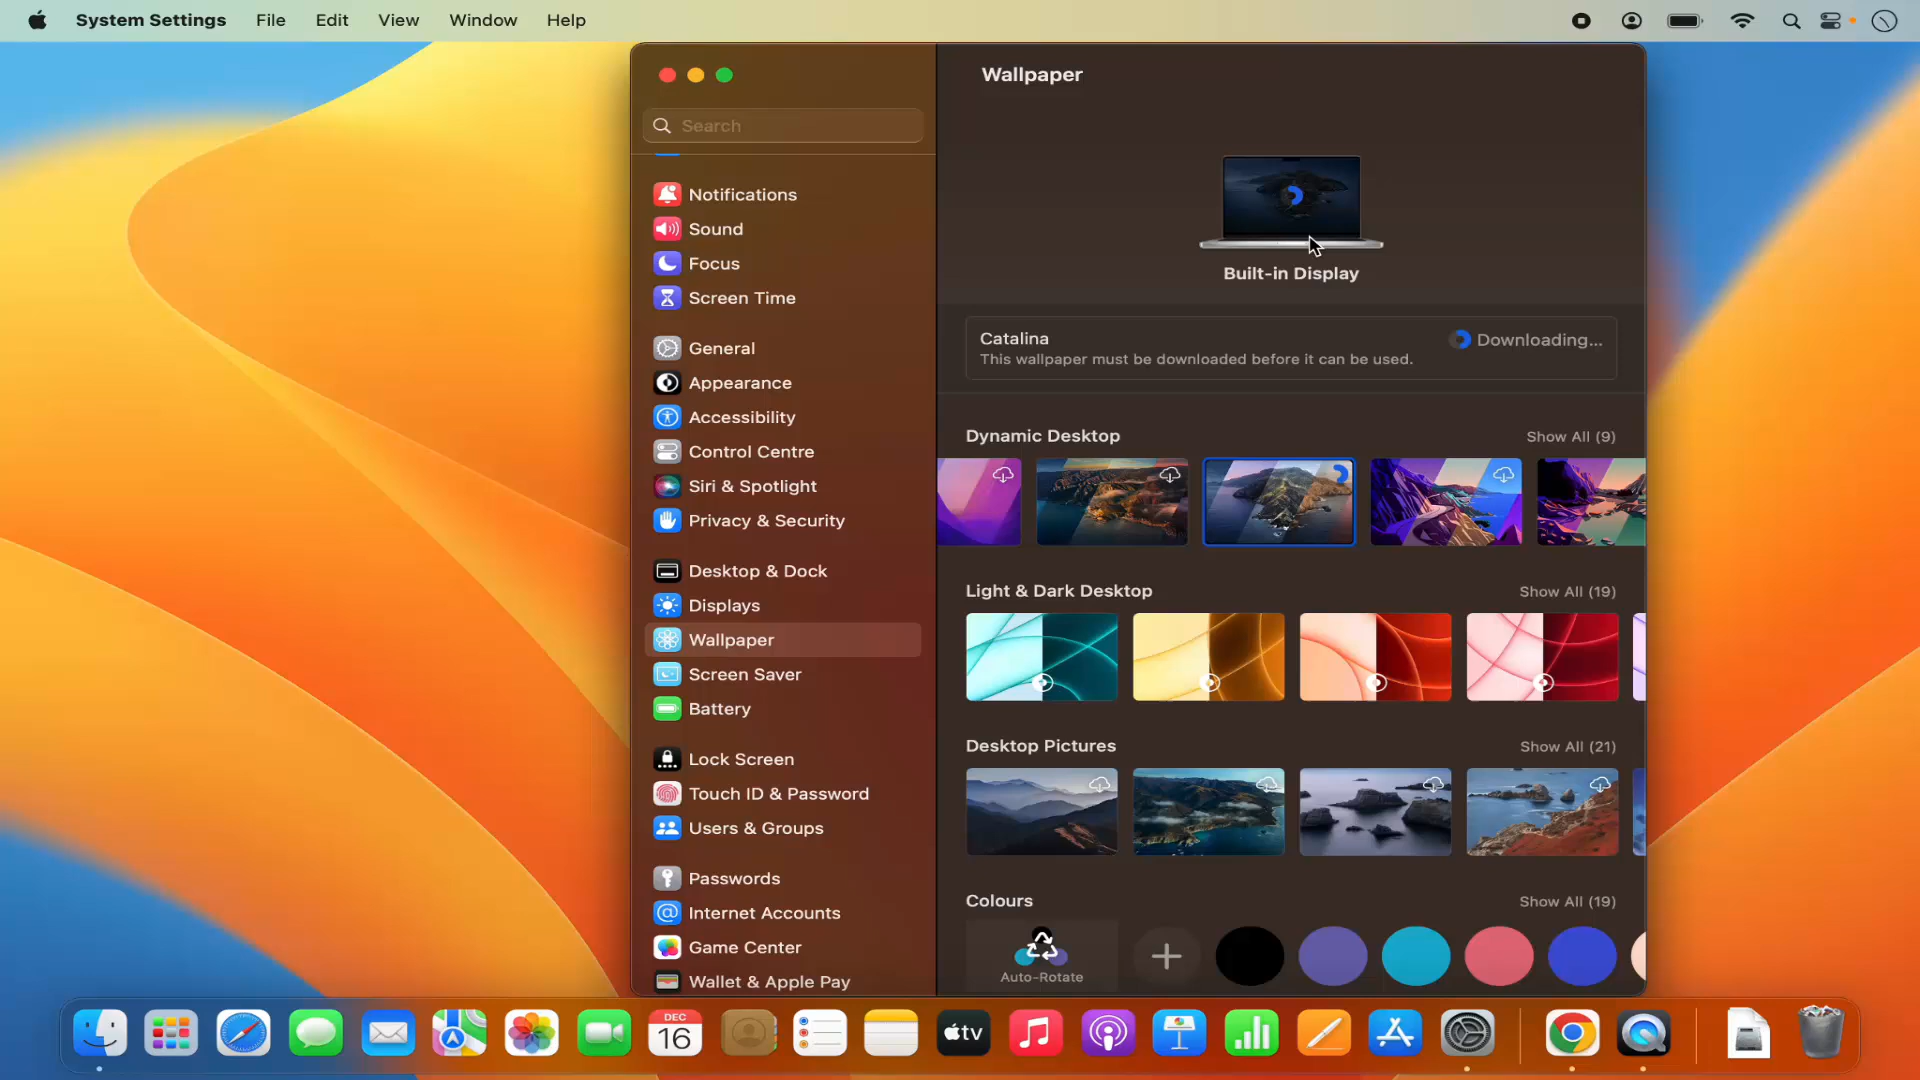 System Settings File Edit View Window Help
Wallpaper
Search
Notifications
Sound
Focus
Screen Time
General
Appearance
Accessibility
Control Centre
Siri & Spotlight
Privacy & Security
Desktop & Dock
Displays
Wallpaper
Screen Saver
Battery
Lock Screen
Touch ID & Password
Users & Groups
Passwords
Internet Accounts
Game Center
Wallet & Apple Pay
Built-in Display
Catalina
Downloading...
This wallpaper must be downloaded before it can be used.
Dynamic Desktop
Show All (9)
Light & Dark Desktop
Show All (19)
Desktop Pictures
Show All (21)
Colours
Show All (19)
Auto-Rotate
DEC
16
tv